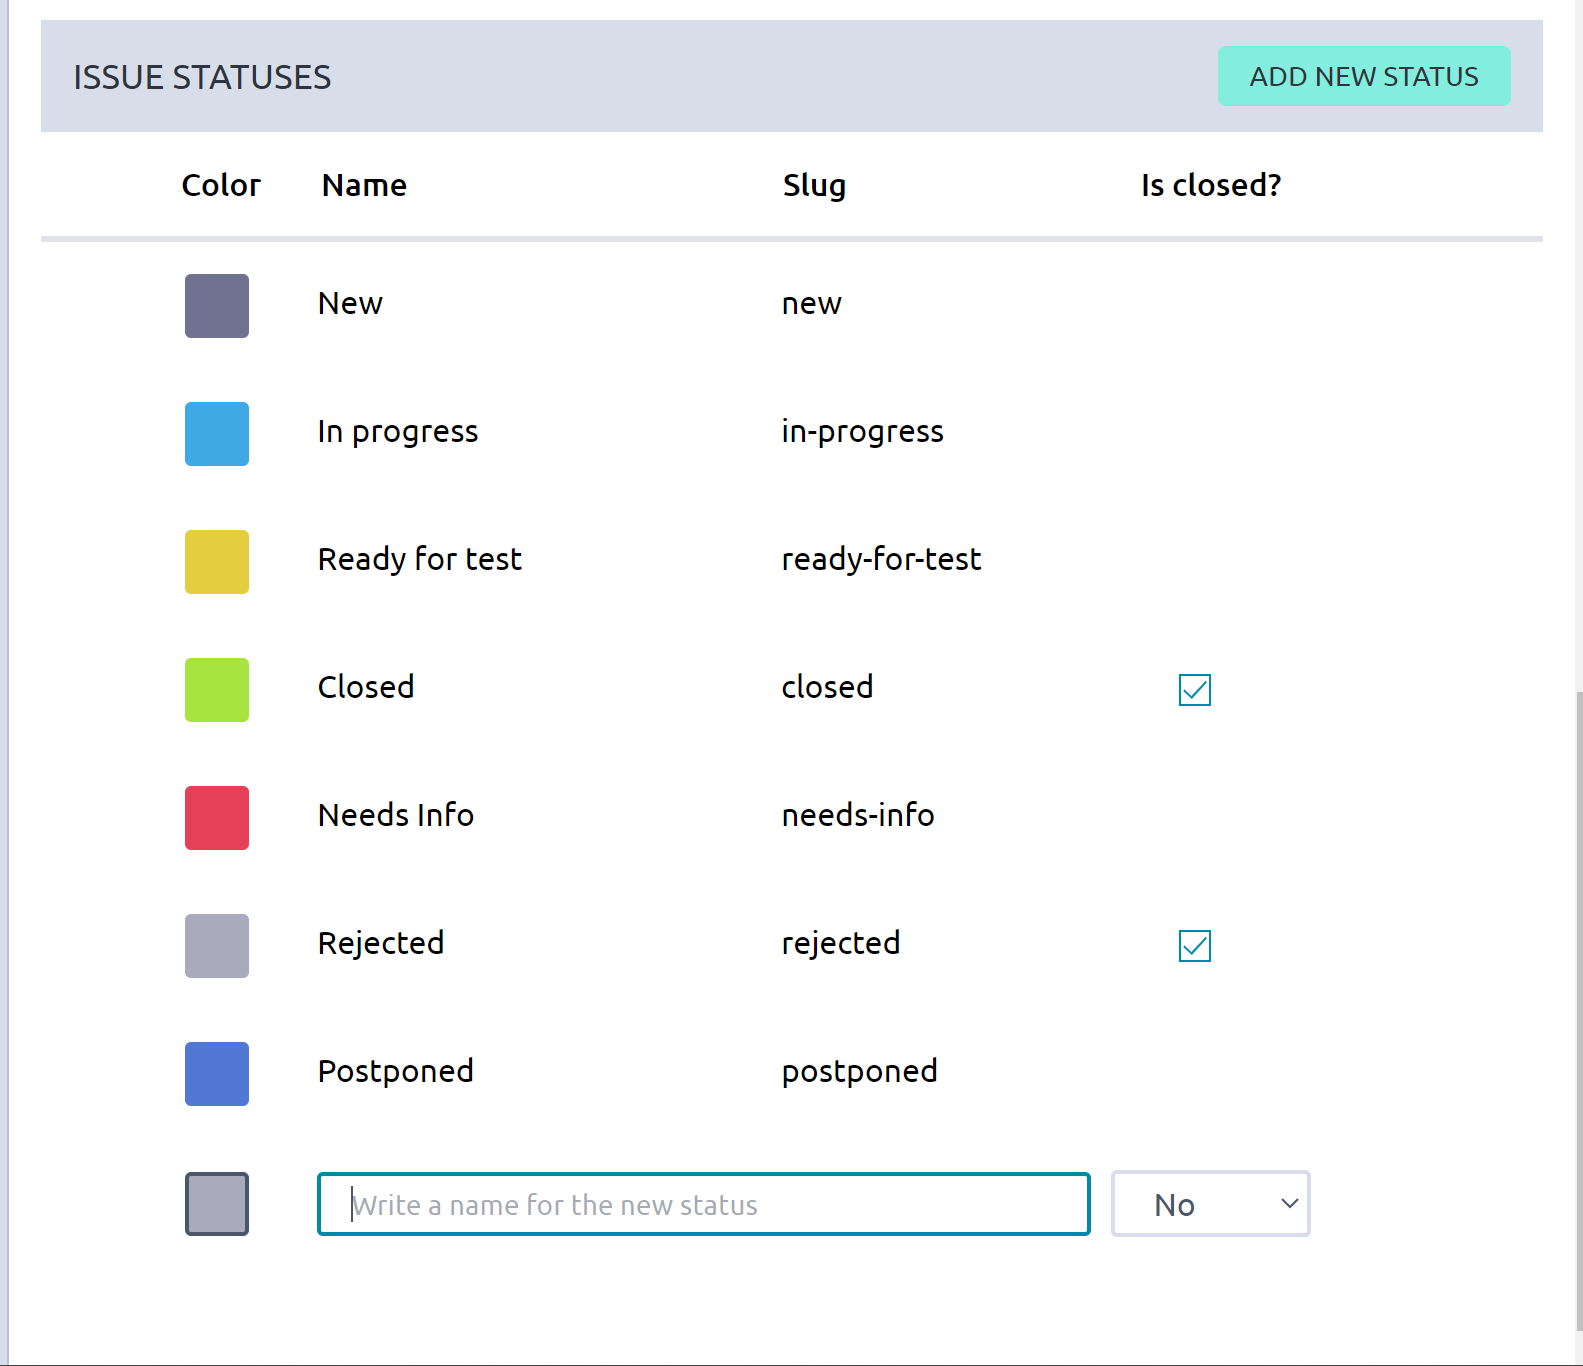 ISSUE STATUSES ADD NEW STATUS
Color Name Slug Is closed?
New new
In progress in-progress
Ready for test ready-for-test
Closed closed
Needs Info needs-info
Rejected rejected
Postponed postponed
Write a name for the new status No